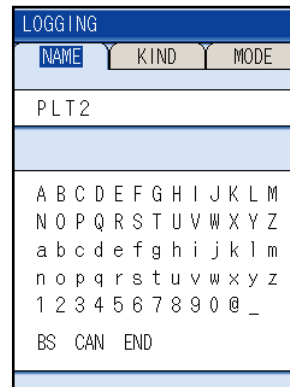 LOGGING
NAME KIND MODE
PLT2
A B C D E F G H I J K L M
N O P Q R S T U V W X Y Z
a b c d e f g h i j k l m
n o p q r s t u v w x y z
1 2 3 4 5 6 7 8 9 0 @ _
BS CAN END